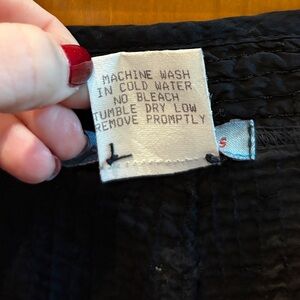 MACHINE WASH
IN COLD WATER
NO BLEACH
TUMBLE DRY LOW
REMOVE PROMPTLY
S